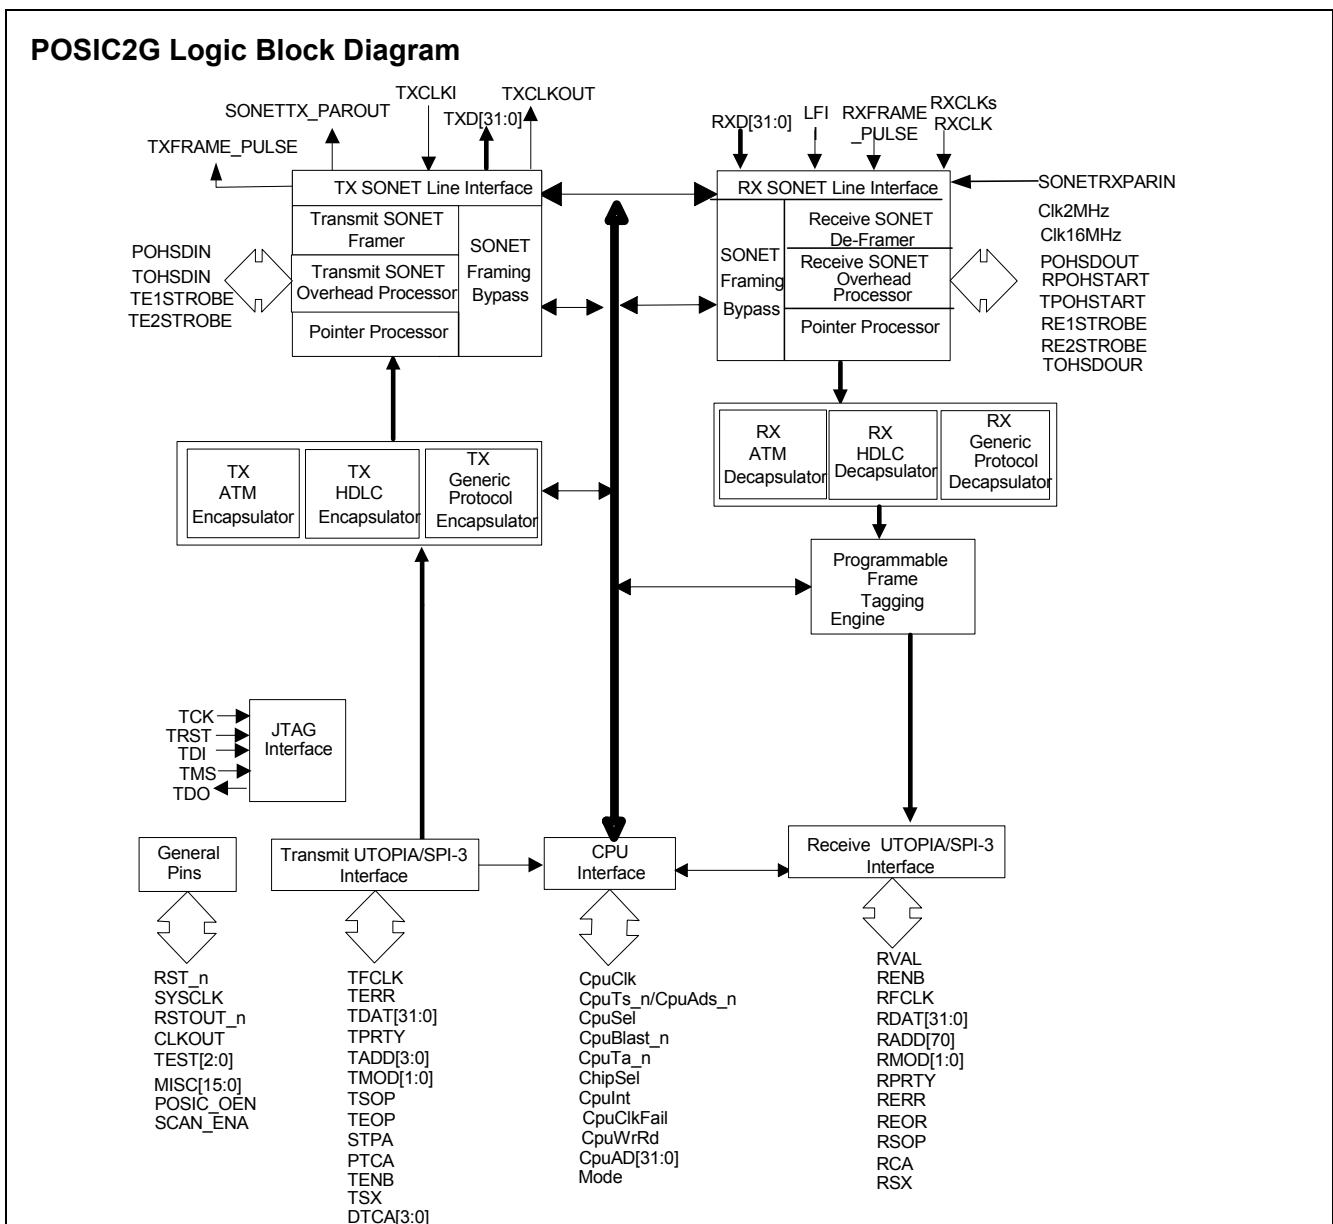 POSIC2G Logic Block Diagram
TXCLKI
TXCLKOUT
SONETTX_PAROUT
TXD[31:0]
TXFRAME_PULSE
RXD[31:0]
LFI
I
RXFRAME
_PULSE
RXCLKs
RXCLK
TX SONET Line Interface
Transmit SONET
Framer
Transmit SONET
Overhead Processor
Pointer Processor
SONET
Framing
Bypass
POHSDIN
TOHSDIN
TE1STROBE
TE2STROBE
RX SONET Line Interface
SONET
Framing
Bypass
Receive SONET
De-Framer
Receive SONET
Overhead
Processor
Pointer Processor
SONETRXPARIN
Clk2MHz
Clk16MHz
POHSDOUT
RPOHSTART
TPOHSTART
RE1STROBE
RE2STROBE
TOHSDOUR
TX
ATM
Encapsulator
TX
HDLC
Encapsulator
TX
Generic
Protocol
Encapsulator
RX
ATM
Decapsulator
RX
HDLC
Decapsulator
RX
Generic
Protocol
Decapsulator
Programmable
Frame
Tagging
Engine
TCK
TRST
TDI
TMS
TDO
JTAG
Interface
General
Pins
Transmit UTOPIA/SPI-3
Interface
CPU
Interface
Receive UTOPIA/SPI-3
Interface
RST_n
SYSCLK
RSTOUT_n
CLKOUT
TEST[2:0]
MISC[15:0]
POSIC_OEN
SCAN_ENA
TFCLK
TERR
TDAT[31:0]
TPRTY
TADD[3:0]
TMOD[1:0]
TSOP
TEOP
STPA
PTCA
TENB
TSX
DTCA[3:0]
CpuClk
CpuTs_n/CpuAds_n
CpuSel
CpuBlast_n
CpuTa_n
ChipSel
CpuInt
CpuClkFail
CpuWrRd
CpuAD[31:0]
Mode
RVAL
RENB
RFCLK
RDAT[31:0]
RADD[70]
RMOD[1:0]
RPRTY
RERR
REOR
RSOP
RCA
RSX